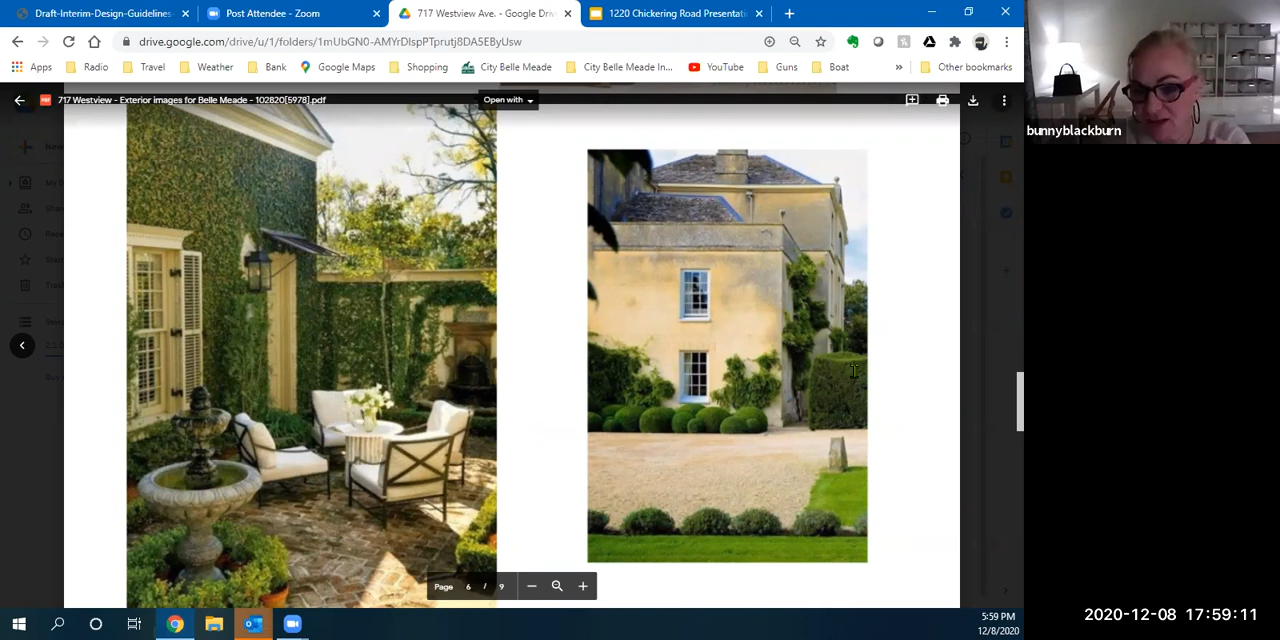 Draft-Interim-Design-Guidelines-
Post Attendee - Zoom
717 Westview Ave. - Google Driv
1220 Chickering Road Presentati
drive.google.com/drive/u/1/folders/1mUbGN0-AMYrDIspPTprutj8DA5EByUsw
Apps
Radio
Travel
Weather
Bank
Google Maps
Shopping
City Belle Meade
City Belle Meade In...
YouTube
Guns
Boat
»
Other bookmarks
717 Westview - Exterior images for Belle Meade - 102820[5978].pdf
Open with
bunnyblackburn
Page 6 / 9
5:59 PM
12/8/2020
2020-12-08 17:59:11